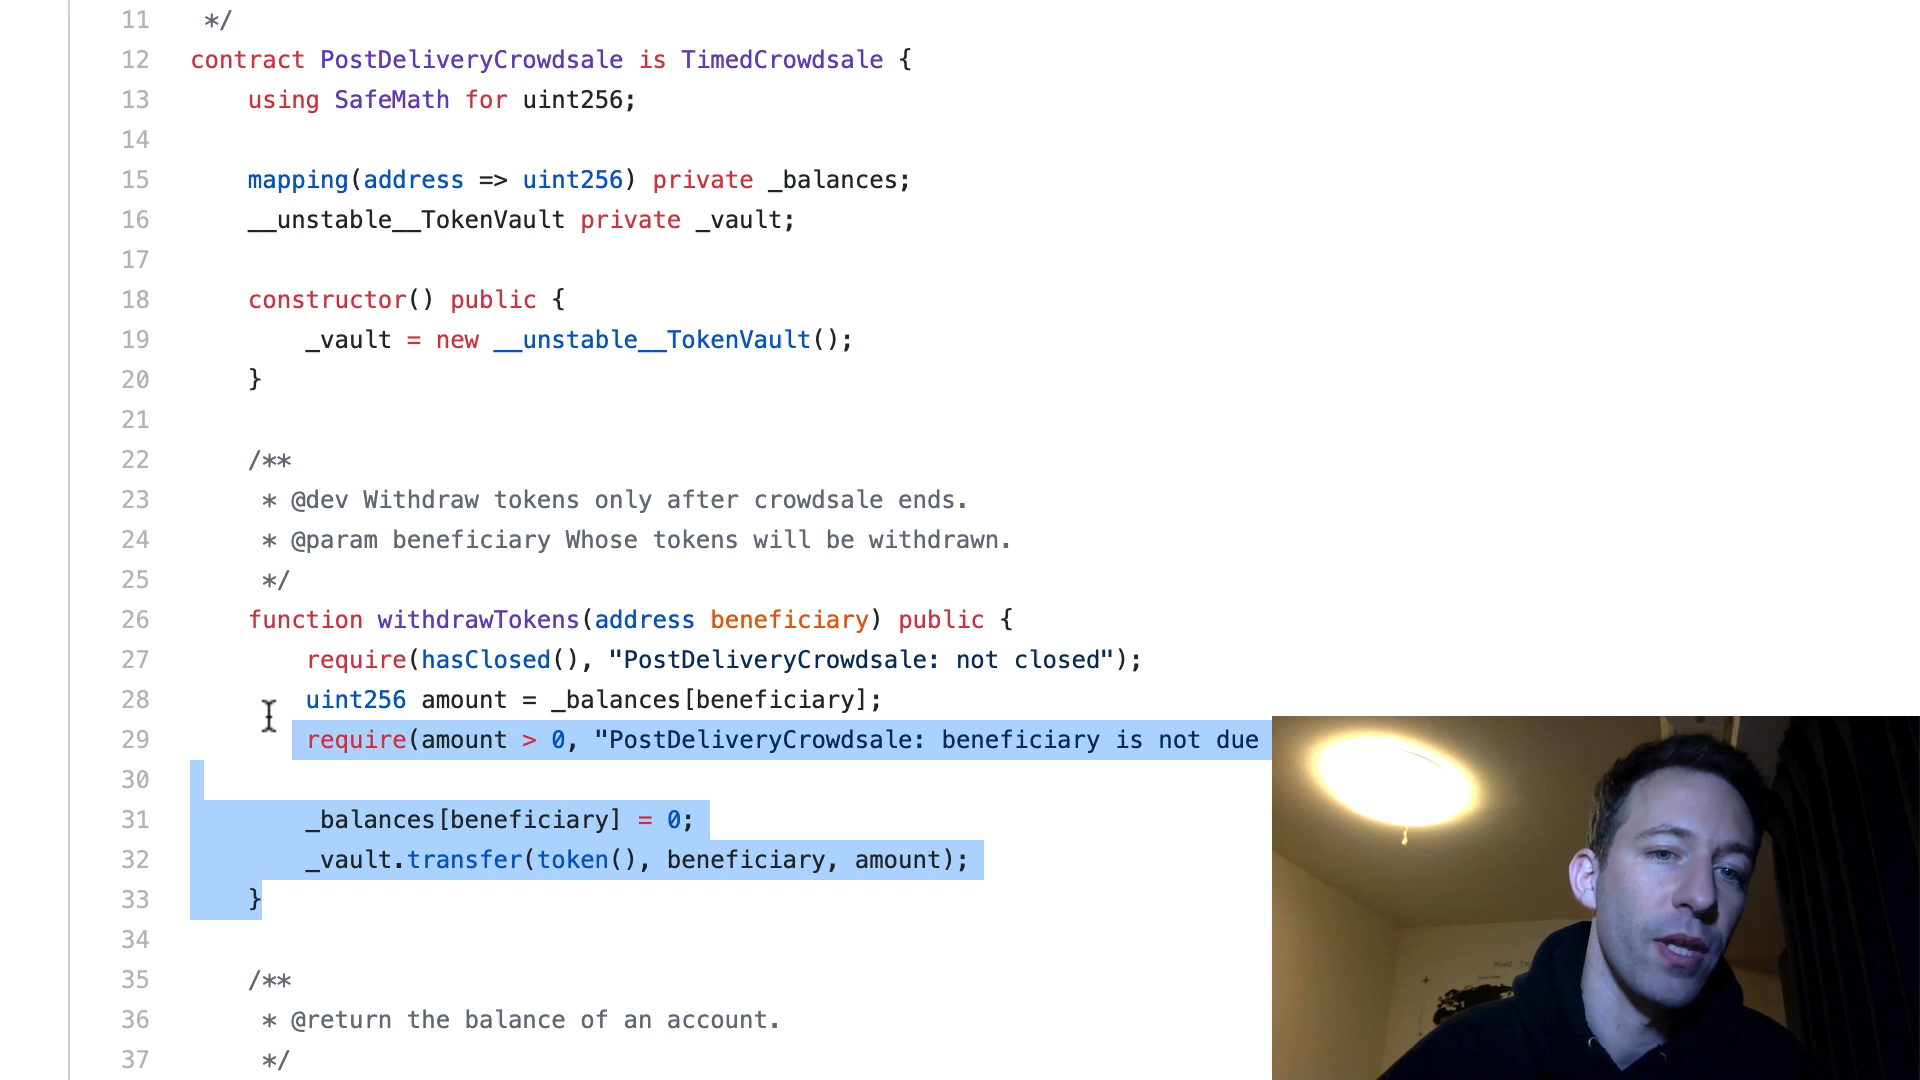 11 */
12 contract PostDeliveryCrowdsale is TimedCrowdsale {
13 using SafeMath for uint256;
14
15 mapping(address => uint256) private _balances;
16 __unstable__TokenVault private _vault;
17
18 constructor() public {
19 _vault = new __unstable__TokenVault();
20 }
21
22 /**
23 * @dev Withdraw tokens only after crowdsale ends.
24 * @param beneficiary Whose tokens will be withdrawn.
25 */
26 function withdrawTokens(address beneficiary) public {
27 require(hasClosed(), "PostDeliveryCrowdsale: not closed");
28 uint256 amount = _balances[beneficiary];
29 require(amount > 0, "PostDeliveryCrowdsale: beneficiary is not due
30
31 _balances[beneficiary] = 0;
32 _vault.transfer(token(), beneficiary, amount);
33 }
34
35 /**
36 * @return the balance of an account.
37 */